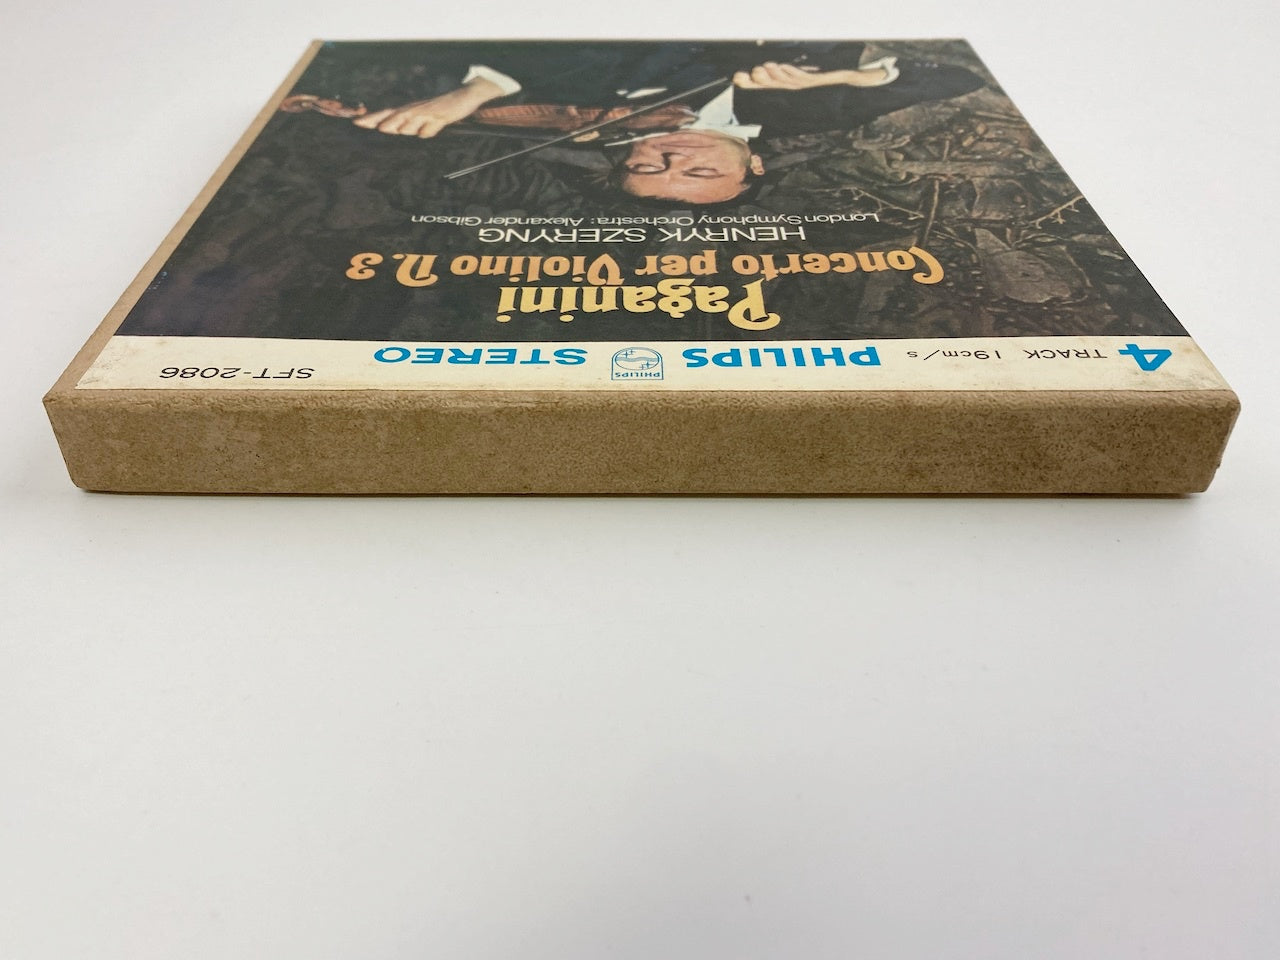 4 TRACK 19cm/s PHILIPS PHILIPS STEREO SFT-2086
Paganini
Concerto per Violino N. 3
HENRYK SZERYNG
London Symphony Orchestra : Alexander Gibson